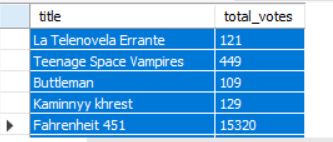 title total_votes
La Telenovela Errante 121
Teenage Space Vampires 449
Buttleman 109
Kaminnyy khrest 129
Fahrenheit 451 15320